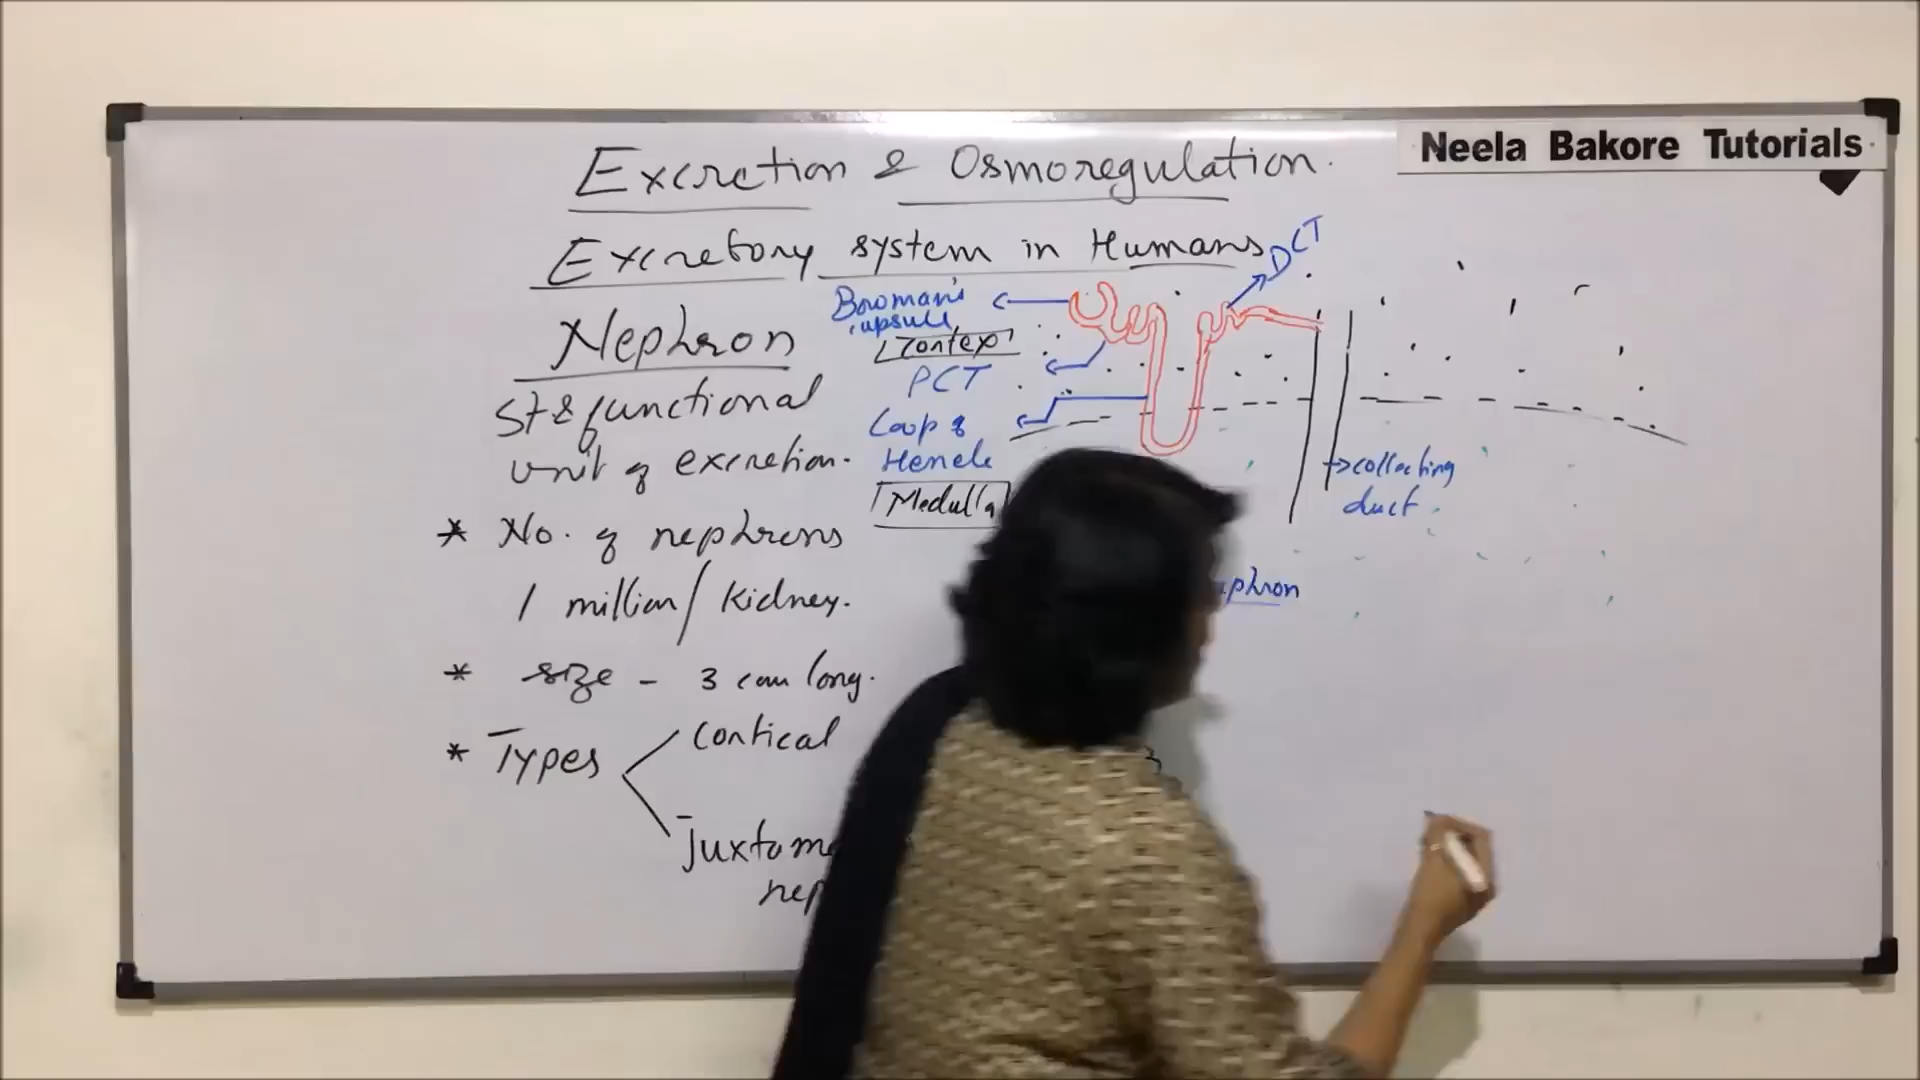 Neela Bakore Tutorials
Excretion & Osmoregulation.
Excretory system in Humans
DCT
Bowman's
capsule
Nephron
Cortex
PCT
St & functional
Loop of
unit of excretion.
Henele
collecting
Medulla
duct
* No. of nephrons
1 million/kidney.
* size - 3 cm long.
* Types
Cortical